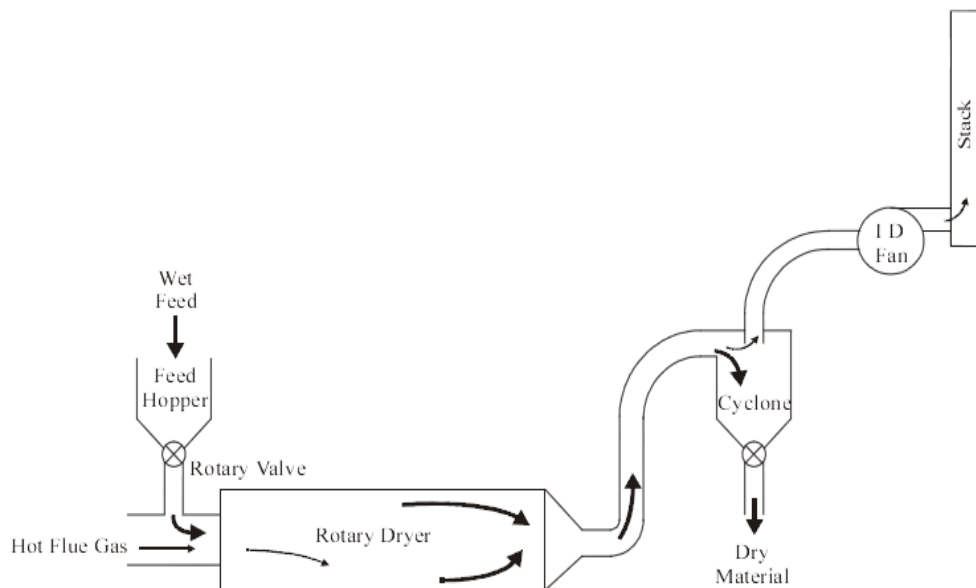 Wet
Feed
Feed
Hopper
Rotary Valve
Hot Flue Gas
Rotary Dryer
Cyclone
Dry
Material
I D
Fan
Stack